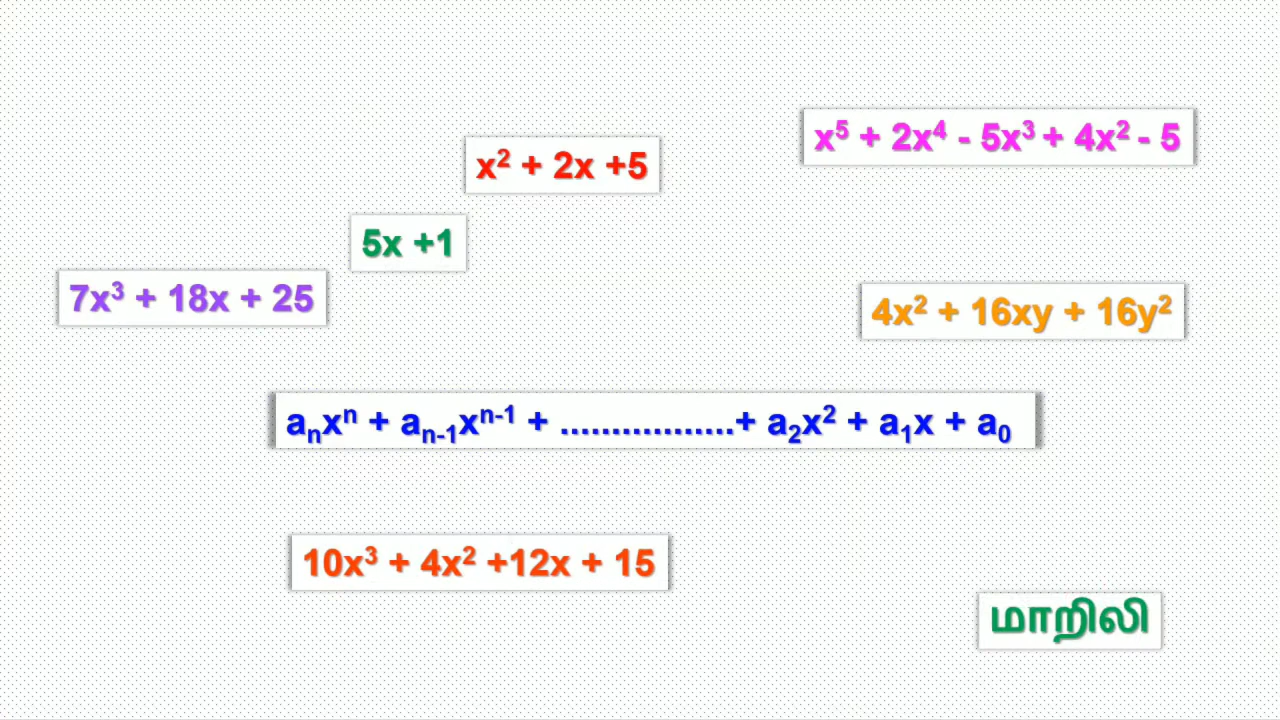 x⁵ + 2x⁴ - 5x³ + 4x² - 5
x² + 2x +5
5x +1
7x³ + 18x + 25
4x² + 16xy + 16y²
aₙxⁿ + aₙ₋₁xⁿ⁻¹ + .................+ a₂x² + a₁x + a₀
10x³ + 4x² +12x + 15
மாறிலி